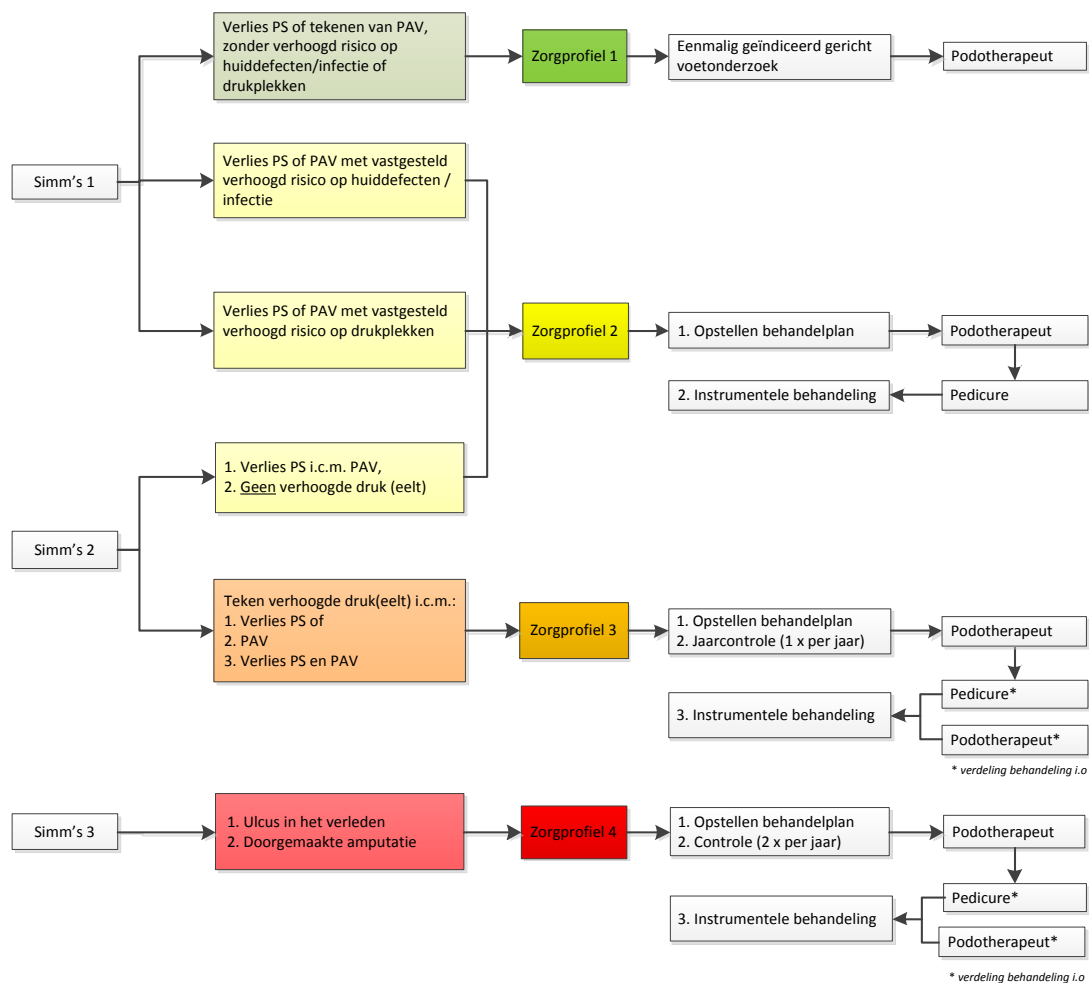 Verlies PS of tekenen van PAV,
zonder verhoogd risico op
huiddefecten/infectie of
drukplekken
Zorgprofiel 1
Eenmalig geïndiceerd gericht
voetonderzoek
Podotherapeut
Simm's 1
Verlies PS of PAV met vastgesteld
verhoogd risico op huiddefecten /
infectie
Verlies PS of PAV met vastgesteld
verhoogd risico op drukplekken
Zorgprofiel 2
1. Opstellen behandelplan
Podotherapeut
2. Instrumentele behandeling
Pedicure
1. Verlies PS i.c.m. PAV,
2. Geen verhoogde druk (eelt)
Simm's 2
Teken verhoogde druk(eelt) i.c.m.:
1. Verlies PS of
2. PAV
3. Verlies PS en PAV
Zorgprofiel 3
1. Opstellen behandelplan
2. Jaarcontrole (1 x per jaar)
Podotherapeut
3. Instrumentele behandeling
Pedicure*
Podotherapeut*
* verdeling behandeling i.o
Simm's 3
1. Ulcus in het verleden
2. Doorgemaakte amputatie
Zorgprofiel 4
1. Opstellen behandelplan
2. Controle (2 x per jaar)
Podotherapeut
3. Instrumentele behandeling
Pedicure*
Podotherapeut*
* verdeling behandeling i.o